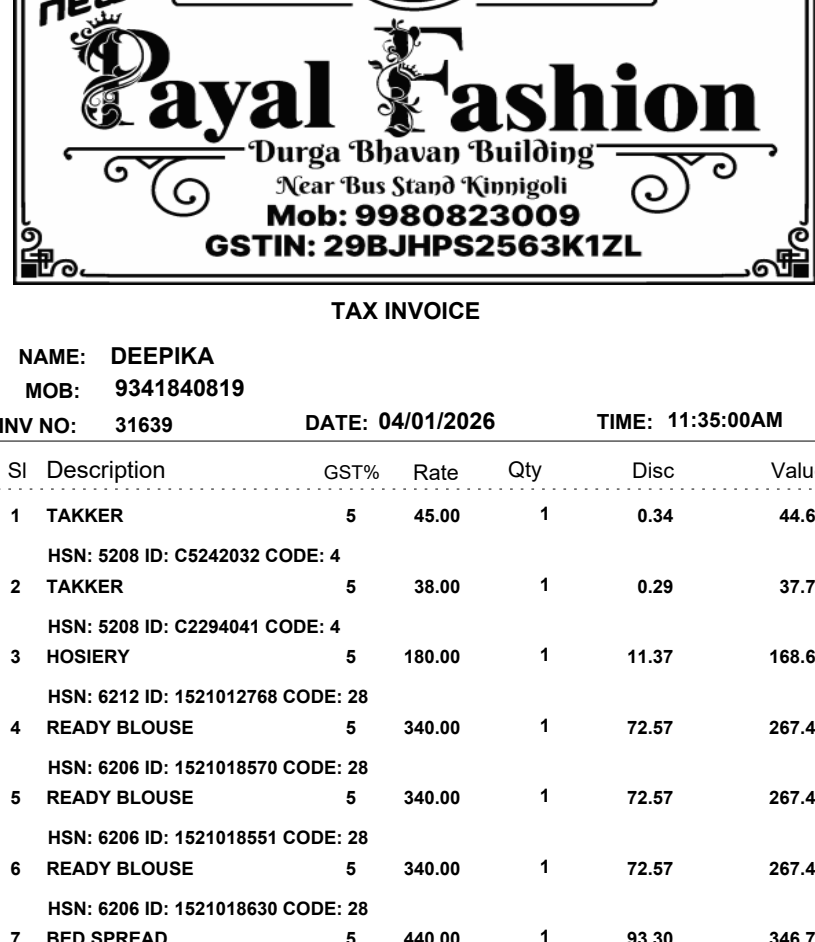 Payal Fashion
Durga Bhavan Building
Near Bus Stand Kinnigoli
Mob: 9980823009
GSTIN: 29BJHPS2563K1ZL
TAX INVOICE
NAME: DEEPIKA
MOB: 9341840819
INV NO: 31639 DATE: 04/01/2026 TIME: 11:35:00AM
Sl Description GST% Rate Qty Disc Valu
1 TAKKER 5 45.00 1 0.34 44.6
HSN: 5208 ID: C5242032 CODE: 4
2 TAKKER 5 38.00 1 0.29 37.7
HSN: 5208 ID: C2294041 CODE: 4
3 HOSIERY 5 180.00 1 11.37 168.6
HSN: 6212 ID: 1521012768 CODE: 28
4 READY BLOUSE 5 340.00 1 72.57 267.4
HSN: 6206 ID: 1521018570 CODE: 28
5 READY BLOUSE 5 340.00 1 72.57 267.4
HSN: 6206 ID: 1521018551 CODE: 28
6 READY BLOUSE 5 340.00 1 72.57 267.4
HSN: 6206 ID: 1521018630 CODE: 28
7 BED SPREAD 5 440.00 1 93.30 346.7